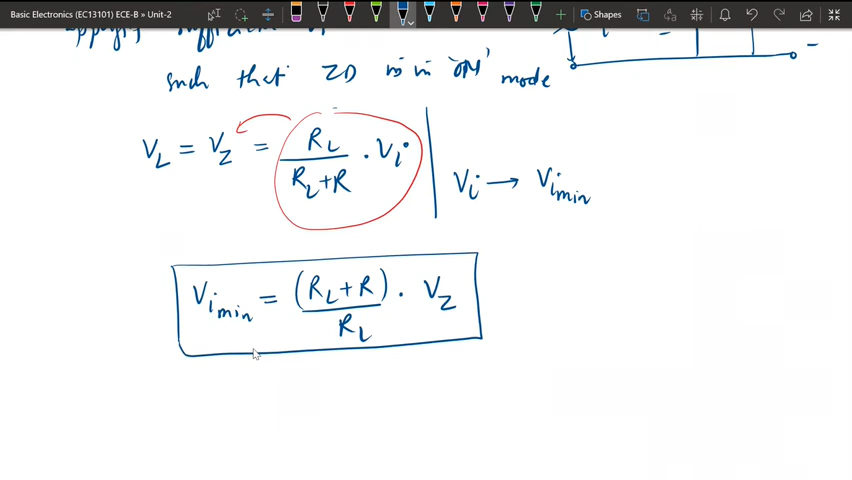 Basic Electronics (EC13101) ECE-B » Unit-2
Shapes
such that ZD is in 'ON' mode
V_L = V_Z = R_L / (R_L + R) · V_i
V_i → V_i min
V_i min = (R_L + R) / R_L · V_Z